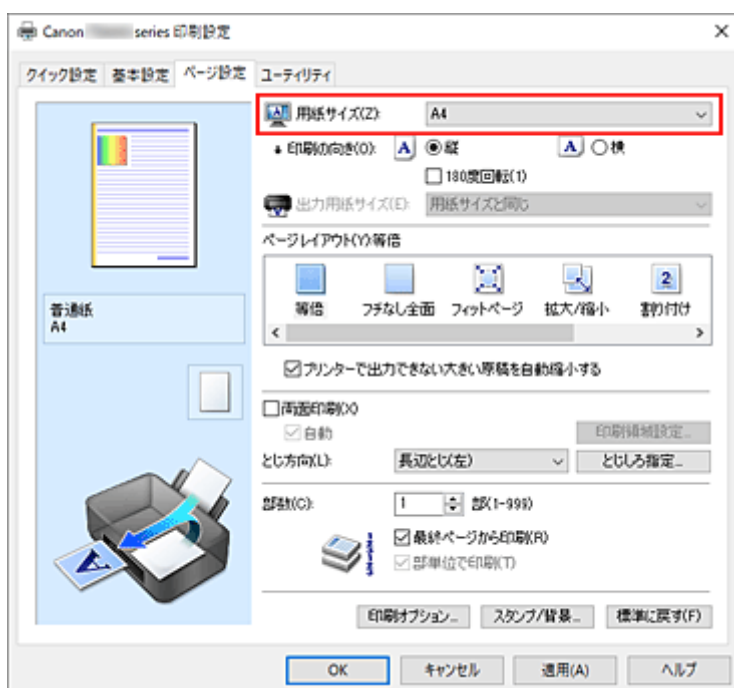 Canon series 印刷設定
クイック設定 基本設定 ページ設定 ユーティリティ
用紙サイズ(Z): A4
印刷の向き(O): A 縦 A 横
180度回転(1)
出力用紙サイズ(E): 用紙サイズと同じ
ページレイアウト(Y):等倍
等倍 フチなし全面 フィットページ 拡大/縮小 割り付け
普通紙
A4
プリンターで出力できない大きい原稿を自動縮小する
両面印刷(X)
自動 印刷領域設定...
とじ方向(L): 長辺とじ(左) とじしろ指定...
部数(C): 1 部(1-999)
最終ページから印刷(R)
部単位で印刷(T)
印刷オプション... スタンプ/背景... 標準に戻す(F)
OK キャンセル 適用(A) ヘルプ